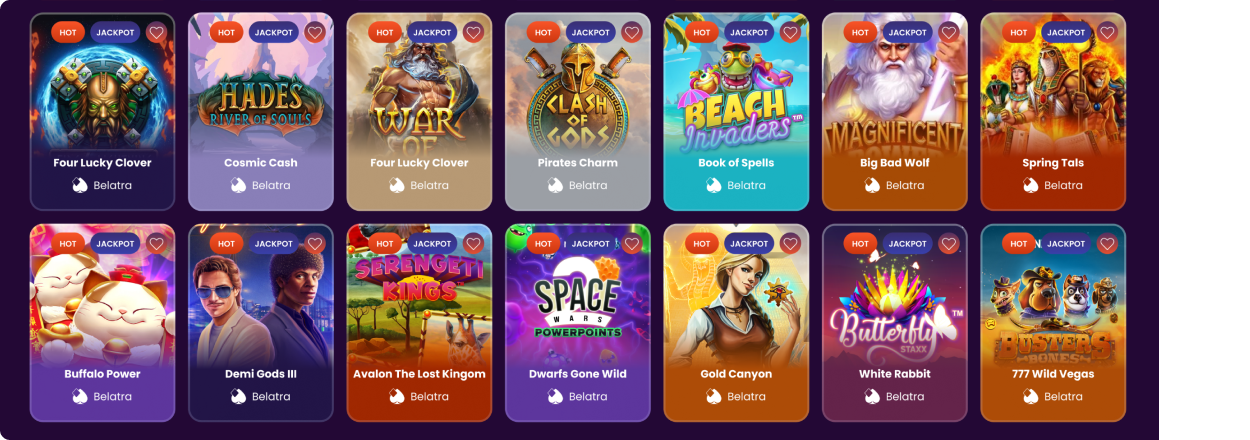 HOT JACKPOT
Four Lucky Clover
Belatra
HOT JACKPOT
HADES
RIVER OF SOULS
Cosmic Cash
Belatra
HOT JACKPOT
WAR
OF
Four Lucky Clover
Belatra
HOT JACKPOT
CLASH
OF
GODS
Pirates Charm
Belatra
HOT JACKPOT
BEACH
Invaders™
Book of Spells
Belatra
HOT JACKPOT
MAGNIFICENT
Big Bad Wolf
Belatra
HOT JACKPOT
Spring Tals
Belatra
HOT JACKPOT
Buffalo Power
Belatra
HOT JACKPOT
Demi Gods III
Belatra
HOT JACKPOT
SERENGETI
KINGS™
Avalon The Lost Kingom
Belatra
HOT JACKPOT
SPACE
WARS
POWERPOINTS
Dwarfs Gone Wild
Belatra
HOT JACKPOT
Gold Canyon
Belatra
HOT JACKPOT
Butterfly™
STAXX
White Rabbit
Belatra
HOT JACKPOT
BUSTERS
BONES
777 Wild Vegas
Belatra